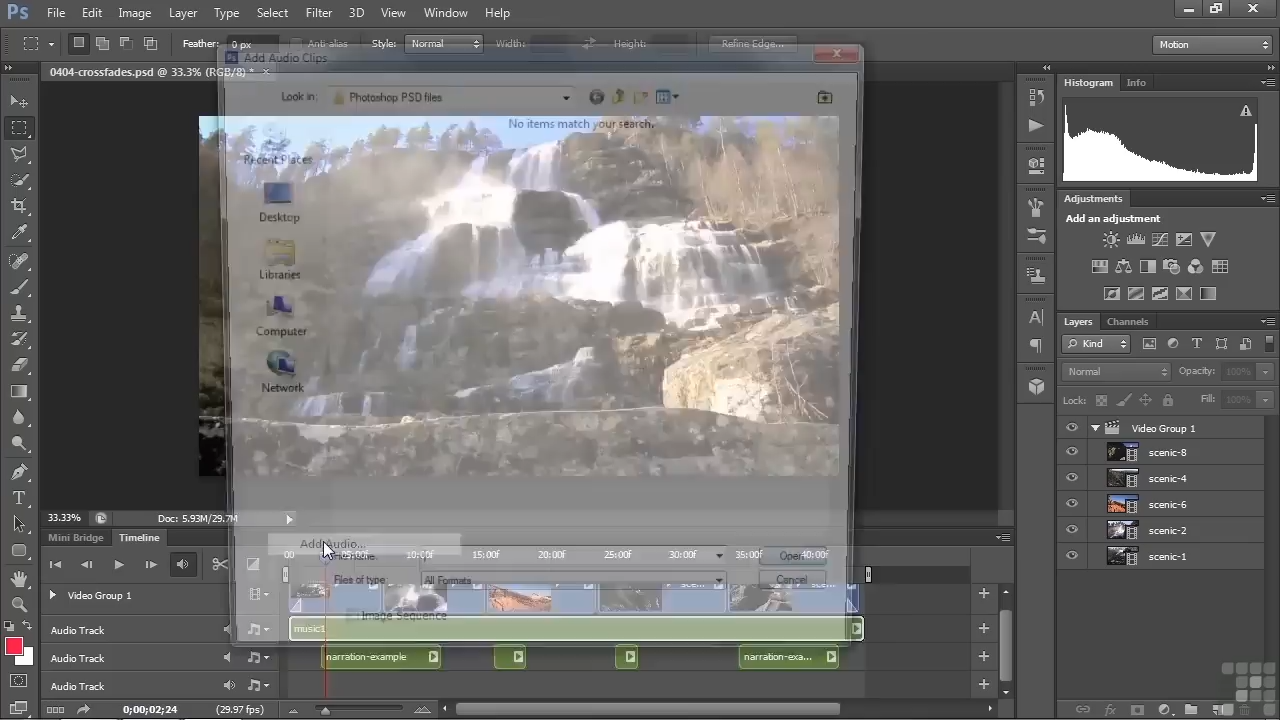 Ps File Edit Image Layer Type Select Filter 3D View Window Help
Feather: 0 px Anti-alias Style: Normal Width: Height: Refine Edge... Motion
0404-crossfades.psd @ 33.3% (RGB/8) * ×
Add Audio Clips
Look in: Photoshop PSD files
No items match your search.
Recent Places
Desktop
Libraries
Computer
Network
Histogram Info
Adjustments
Add an adjustment
Layers Channels
Kind
Normal Opacity: 100%
Lock: Fill: 100%
Video Group 1
scenic-8
scenic-4
scenic-6
scenic-2
scenic-1
33.33% Doc: 5.93M/29.7M
Mini Bridge Timeline
Add Audio...
00 05:00f 10:00f 15:00f 20:00f 25:00f 30:00f 35:00f 40:00f
Open
Files of type: All Formats Cancel
Image Sequence
Video Group 1
Audio Track music1
Audio Track narration-example narration-exa...
Audio Track
0;00;02;24 (29.97 fps)